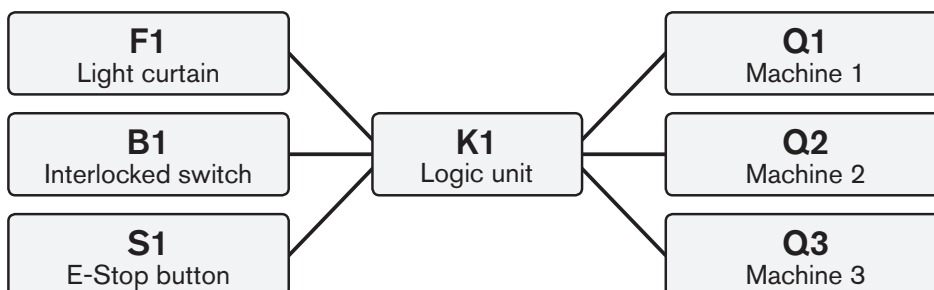 F1
Light curtain
B1
Interlocked switch
S1
E-Stop button
K1
Logic unit
Q1
Machine 1
Q2
Machine 2
Q3
Machine 3